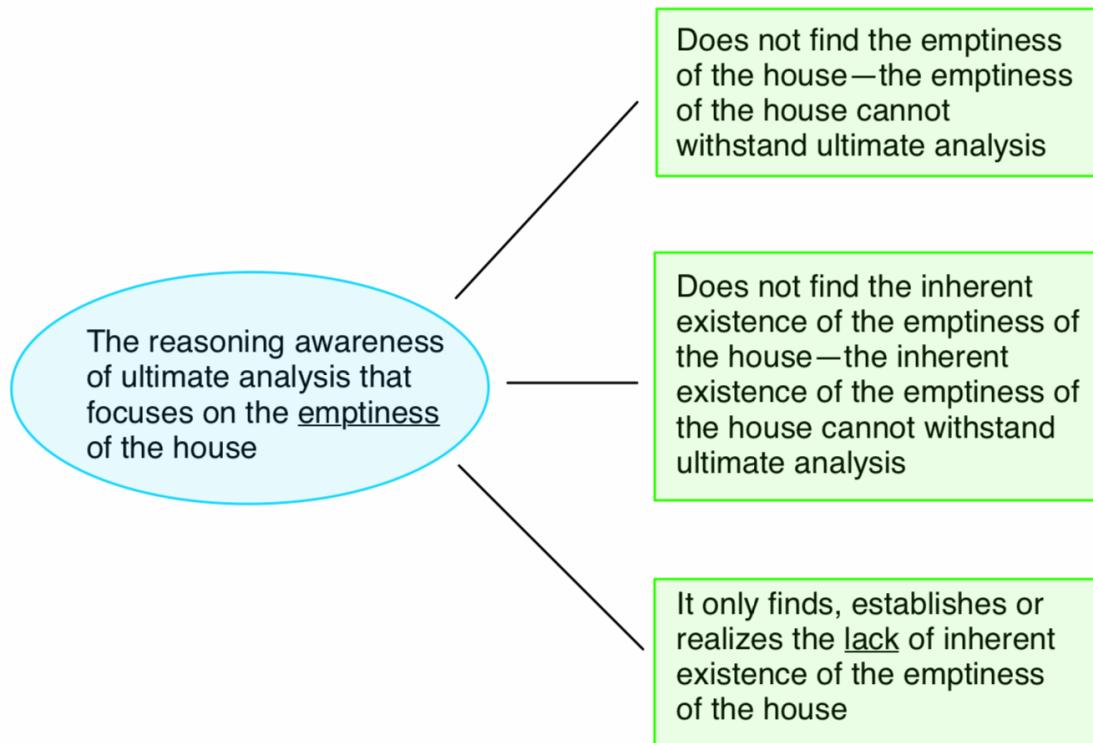 Does not find the emptiness
of the house—the emptiness
of the house cannot
withstand ultimate analysis
The reasoning awareness
of ultimate analysis that
focuses on the emptiness
of the house
Does not find the inherent
existence of the emptiness of
the house—the inherent
existence of the emptiness of
the house cannot withstand
ultimate analysis
It only finds, establishes or
realizes the lack of inherent
existence of the emptiness
of the house